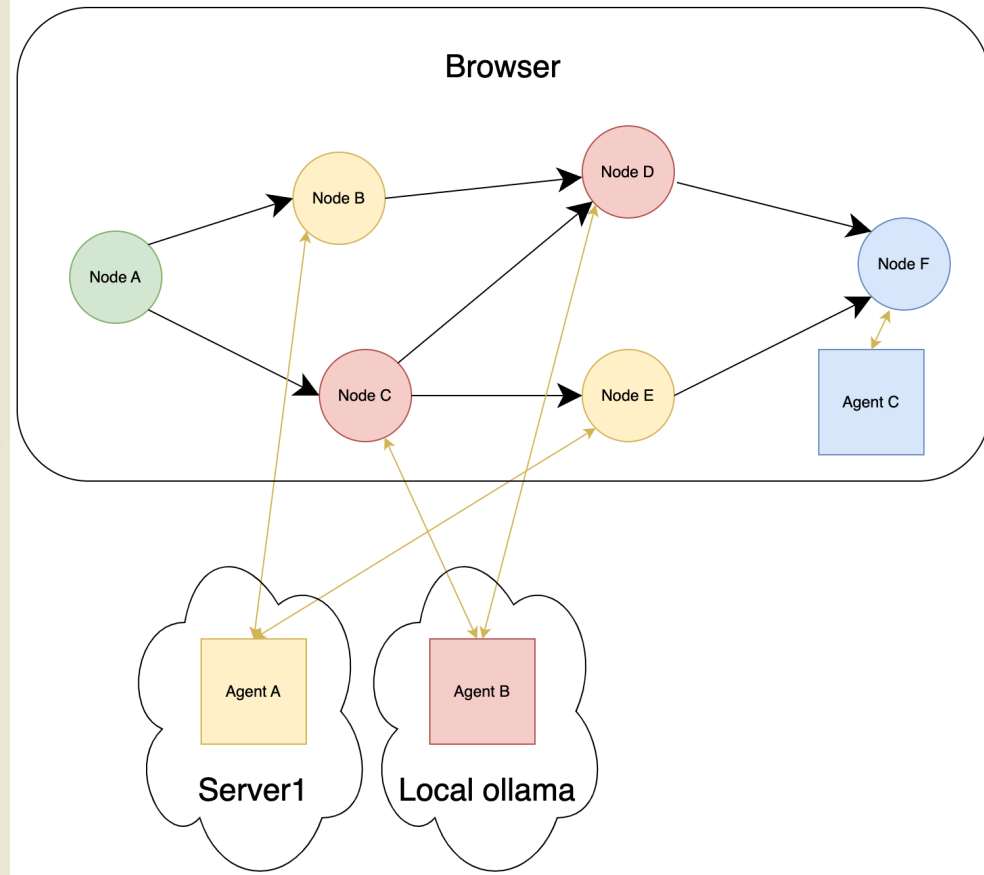 Browser
Node A
Node B
Node C
Node D
Node E
Node F
Agent C
Agent A
Agent B
Server1
Local ollama